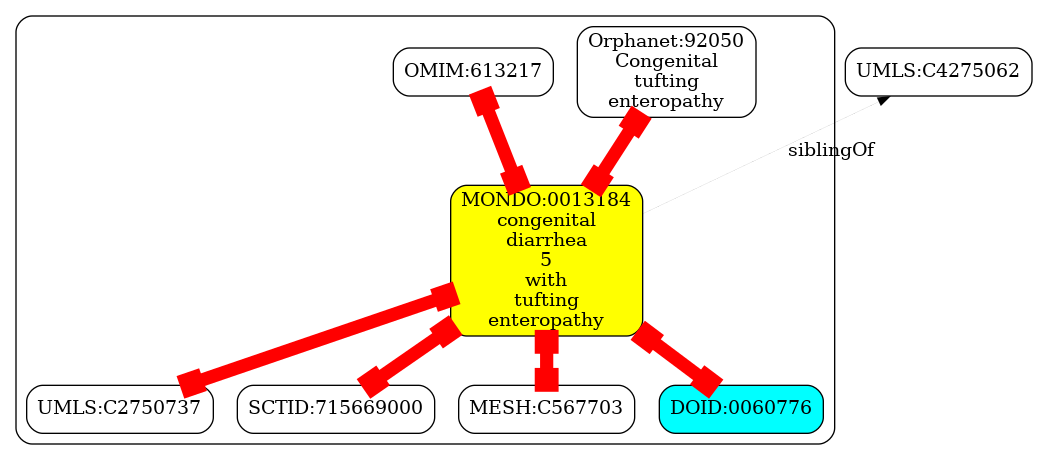 OMIM:613217
Orphanet:92050
Congenital
tufting
enteropathy
UMLS:C4275062
siblingOf
MONDO:0013184
congenital
diarrhea
5
with
tufting
enteropathy
UMLS:C2750737
SCTID:715669000
MESH:C567703
DOID:0060776